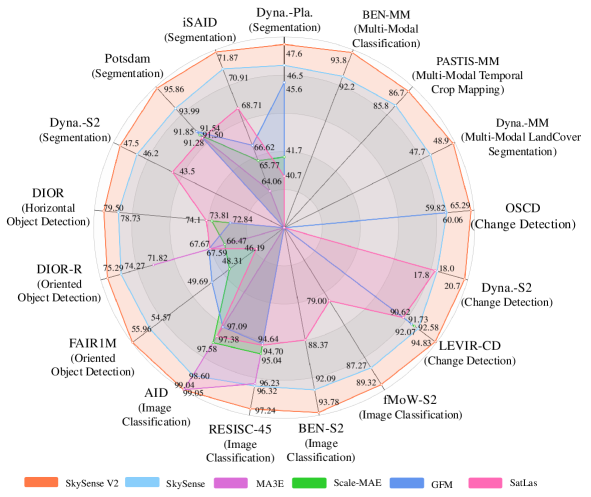 Dyna.-Pla.
(Segmentation)
BEN-MM
(Multi-Modal
Classification)
PASTIS-MM
(Multi-Modal Temporal
Crop Mapping)
Dyna.-MM
(Multi-Modal LandCover
Segmentation)
OSCD
(Change Detection)
Dyna.-S2
(Change Detection)
LEVIR-CD
(Change Detection)
fMoW-S2
(Image Classification)
BEN-S2
(Image
Classification)
RESISC-45
(Image
Classification)
AID
(Image
Classification)
FAIR1M
(Oriented
Object Detection)
DIOR-R
(Oriented
Object Detection)
DIOR
(Horizontal
Object Detection)
Dyna.-S2
(Segmentation)
Potsdam
(Segmentation)
iSAID
(Segmentation)
47.6
46.5
45.6
41.7
40.7
93.8
92.2
86.7
85.8
48.9
47.7
65.29
59.82
60.06
18.0
17.8
20.7
90.62
91.73
92.07
92.58
94.83
79.00
87.27
89.32
88.37
92.09
93.78
94.64
94.70
95.04
96.23
96.32
97.24
97.09
97.38
97.58
98.60
99.04
99.05
46.19
48.31
49.69
54.57
55.96
66.47
67.59
67.67
71.82
74.27
75.29
72.84
73.81
74.1
78.73
79.50
43.5
46.2
47.5
91.54
91.50
91.85
91.28
93.99
95.86
64.06
65.77
66.62
68.71
70.91
71.87
SkySense V2
SkySense
MA3E
Scale-MAE
GFM
SatLas